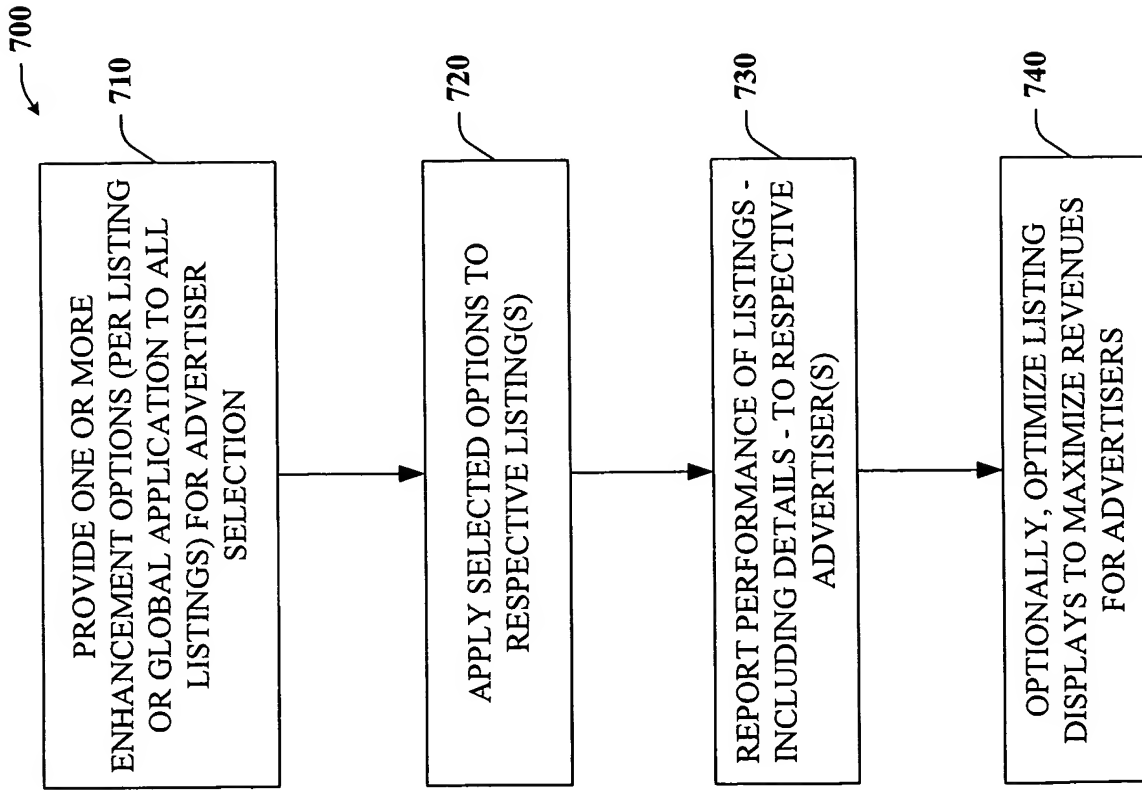 700
PROVIDE ONE OR MORE
ENHANCEMENT OPTIONS (PER LISTING
OR GLOBAL APPLICATION TO ALL
LISTINGS) FOR ADVERTISER
SELECTION
710
APPLY SELECTED OPTIONS TO
RESPECTIVE LISTING(S)
720
REPORT PERFORMANCE OF LISTINGS -
INCLUDING DETAILS - TO RESPECTIVE
ADVERTISER(S)
730
OPTIONALLY, OPTIMIZE LISTING
DISPLAYS TO MAXIMIZE REVENUES
FOR ADVERTISERS
740